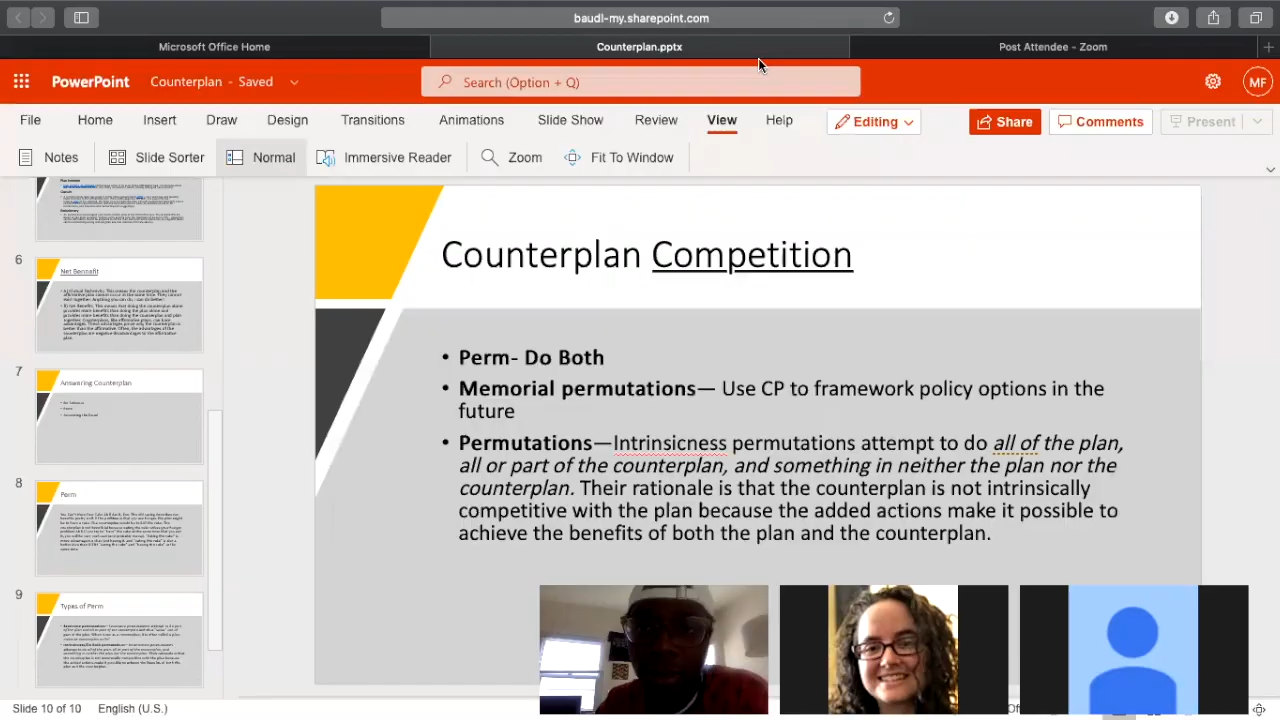 baudl-my.sharepoint.com
Microsoft Office Home
Counterplan.pptx
Post Attendee - Zoom
PowerPoint
Counterplan - Saved
Search (Option + Q)
MF
File
Home
Insert
Draw
Design
Transitions
Animations
Slide Show
Review
View
Help
Editing
Share
Comments
Present
Notes
Slide Sorter
Normal
Immersive Reader
Zoom
Fit To Window
6
Net Benefit
7
Answering Counterplan
8
Perm
9
Types of Perm
Counterplan Competition
• Perm- Do Both
• Memorial permutations— Use CP to framework policy options in the
future
• Permutations—Intrinsicness permutations attempt to do all of the plan,
all or part of the counterplan, and something in neither the plan nor the
counterplan. Their rationale is that the counterplan is not intrinsically
competitive with the plan because the added actions make it possible to
achieve the benefits of both the plan and the counterplan.
Slide 10 of 10
English (U.S.)